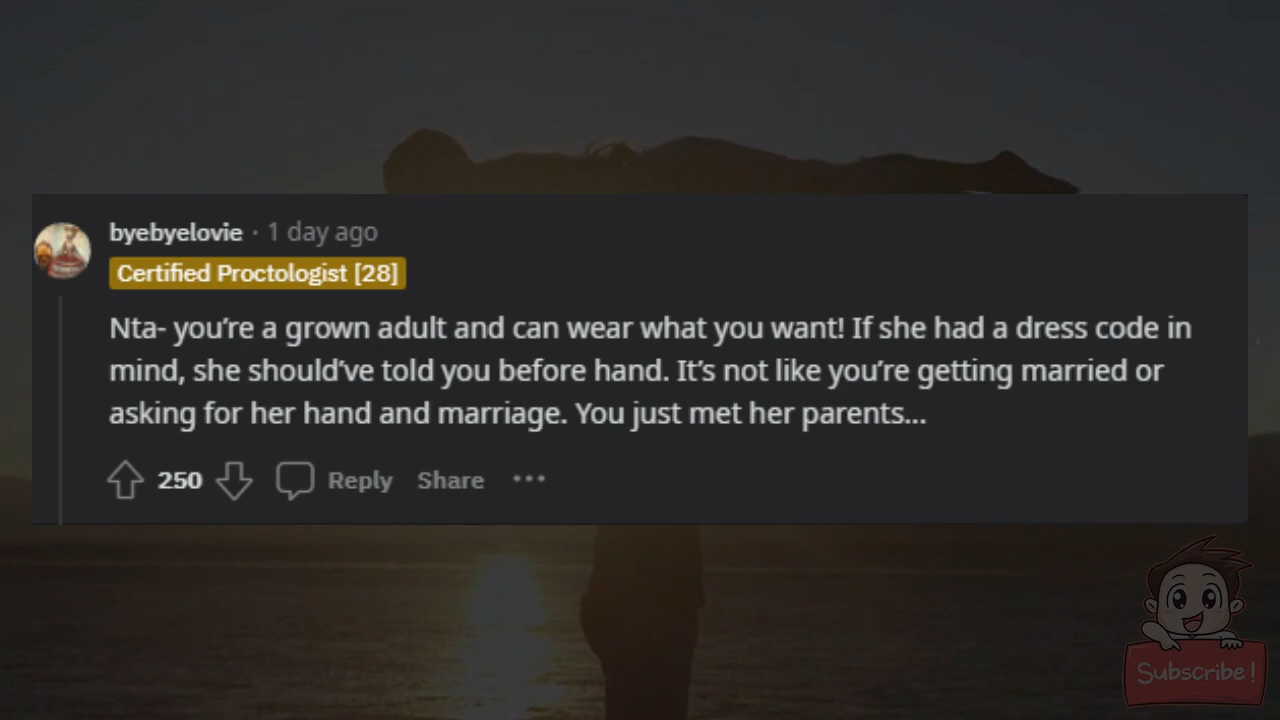 byebyelovie · 1 day ago
Certified Proctologist [28]
Nta- you’re a grown adult and can wear what you want! If she had a dress code in
mind, she should’ve told you before hand. It’s not like you’re getting married or
asking for her hand and marriage. You just met her parents...
250 Reply Share ···
Subscribe!